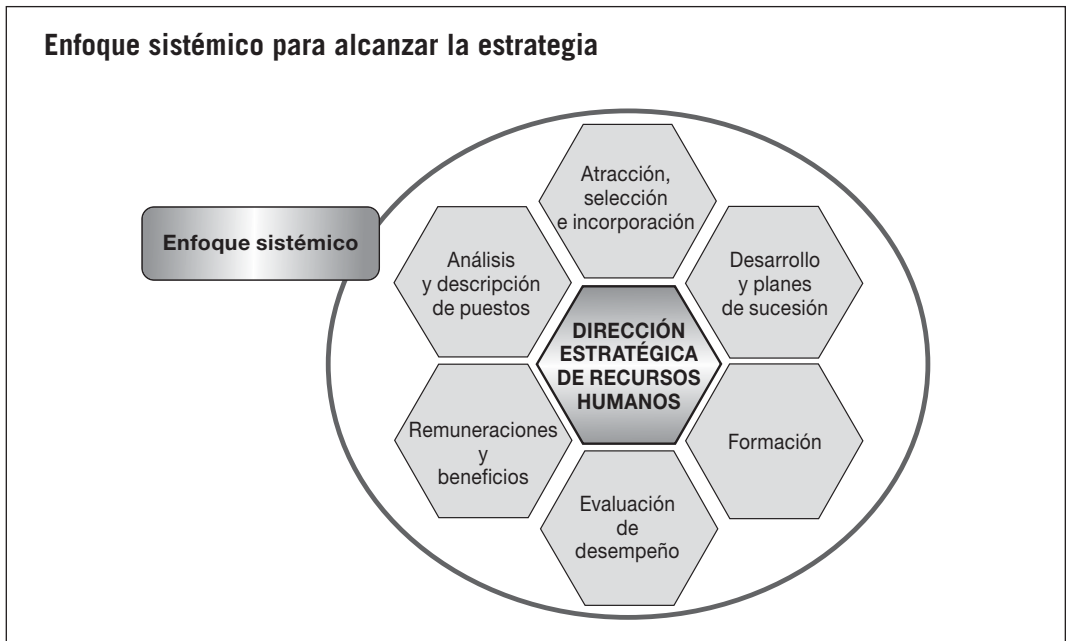 Enfoque sistémico para alcanzar la estrategia
Enfoque sistémico
Atracción,
selección
e incorporación
Análisis
y descripción
de puestos
Desarrollo
y planes
de sucesión
DIRECCIÓN
ESTRATÉGICA
DE RECURSOS
HUMANOS
Remuneraciones
y
beneficios
Formación
Evaluación
de
desempeño